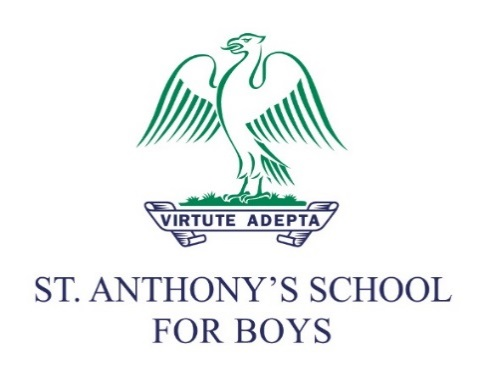 VIRTUTE ADEPTA
ST. ANTHONY’S SCHOOL
FOR BOYS